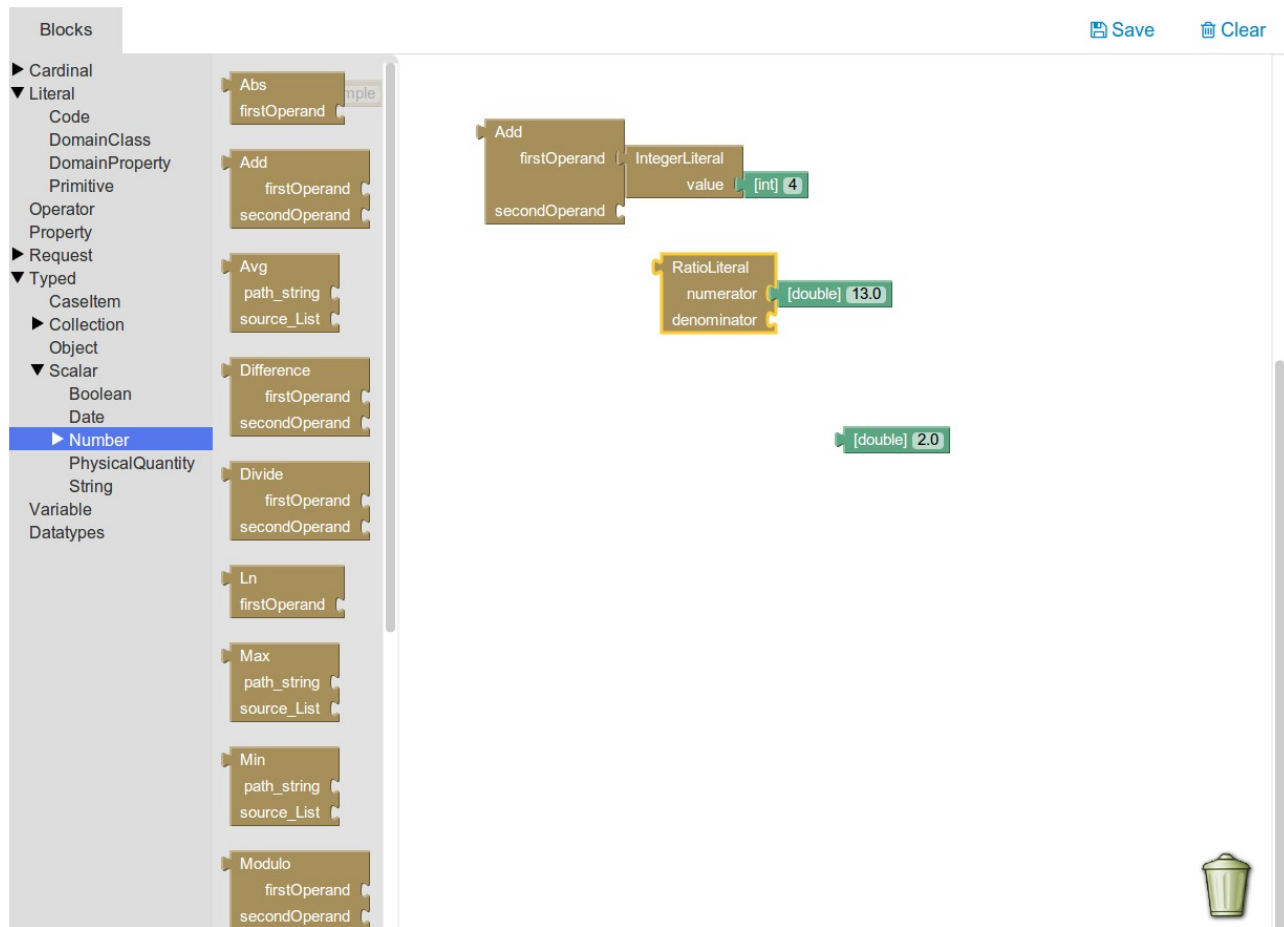 Blocks
Save
Clear
Cardinal
Literal
Code
DomainClass
DomainProperty
Primitive
Operator
Property
Request
Typed
CaseItem
Collection
Object
Scalar
Boolean
Date
Number
PhysicalQuantity
String
Variable
Datatypes
Abs
mple
firstOperand
Add
firstOperand
secondOperand
Avg
path_string
source_List
Difference
firstOperand
secondOperand
Divide
firstOperand
secondOperand
Ln
firstOperand
Max
path_string
source_List
Min
path_string
source_List
Modulo
firstOperand
secondOperand
Add
firstOperand IntegerLiteral
value [int] 4
secondOperand
RatioLiteral
numerator [double] 13.0
denominator
[double] 2.0